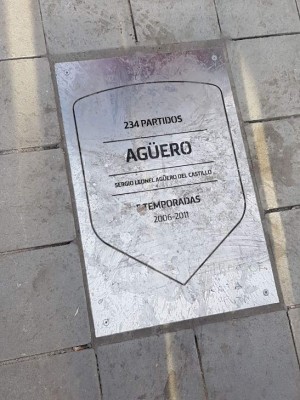 234 PARTIDOS
AGÜERO
SERGIO LEONEL AGÜERO DEL CASTILLO
TEMPORADAS
2006-2011